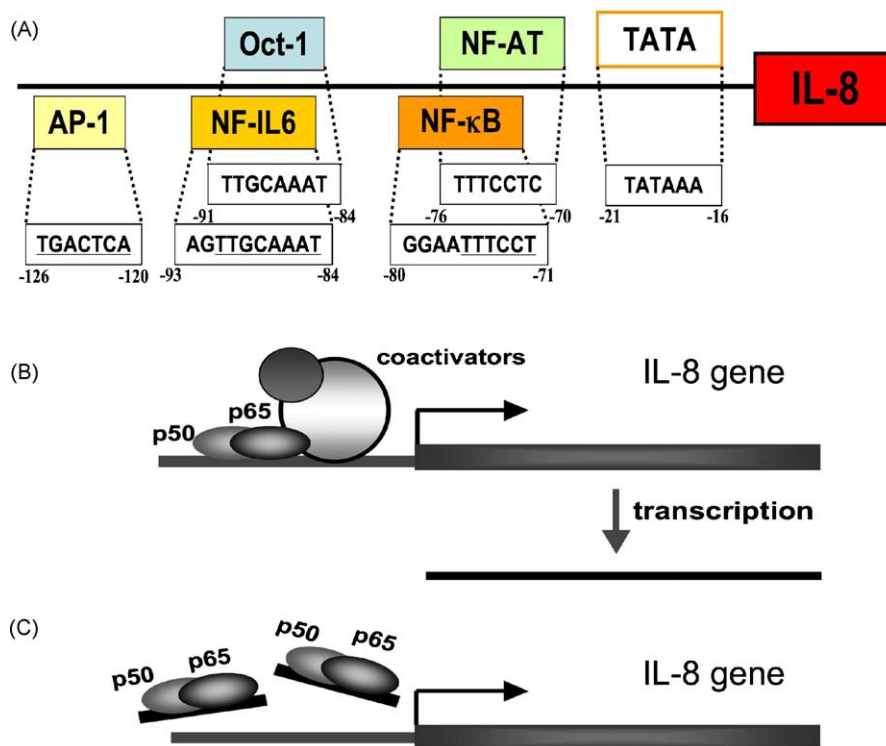 (A)
Oct-1
NF-AT
TATA
IL-8
AP-1
NF-IL6
NF-κB
TTGCAAAT
TTTCCTC
TATAAA
-91
-84
-76
-70
-21
-16
TGACTCA
AGTTGCAAAT
GGAATTTCCT
-126
-120
-93
-84
-80
-71
(B)
coactivators
IL-8 gene
p65
p50
transcription
(C)
p50
p65
p50
p65
IL-8 gene